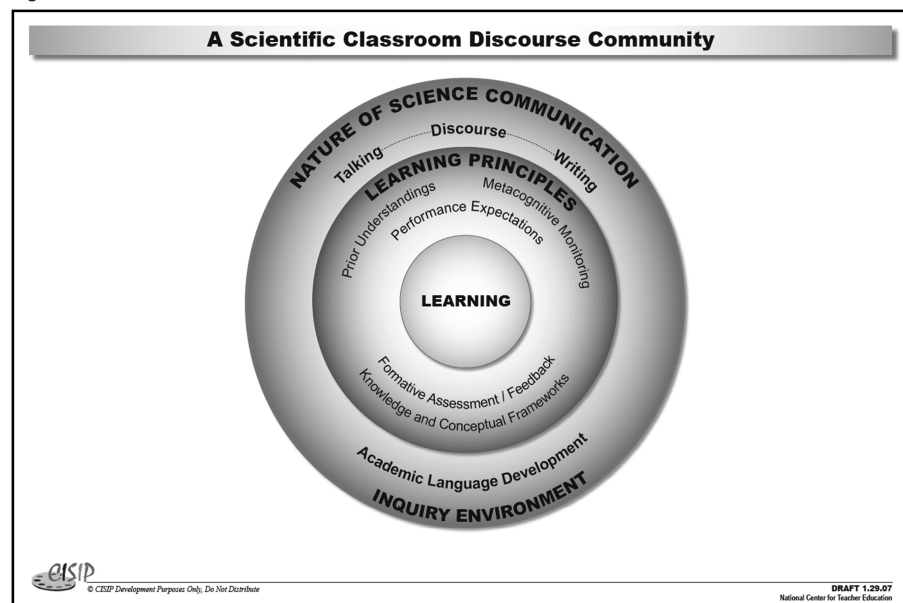 A Scientific Classroom Discourse Community
NATURE OF SCIENCE COMMUNICATION
Talking Discourse Writing
LEARNING PRINCIPLES
Prior Understandings
Metacognitive Monitoring
Performance Expectations
LEARNING
Formative Assessment / Feedback
Knowledge and Conceptual Frameworks
Academic Language Development
INQUIRY ENVIRONMENT
CISIP
© CISIP Development Purposes Only, Do Not Distribute
DRAFT 1.29.07
National Center for Teacher Education